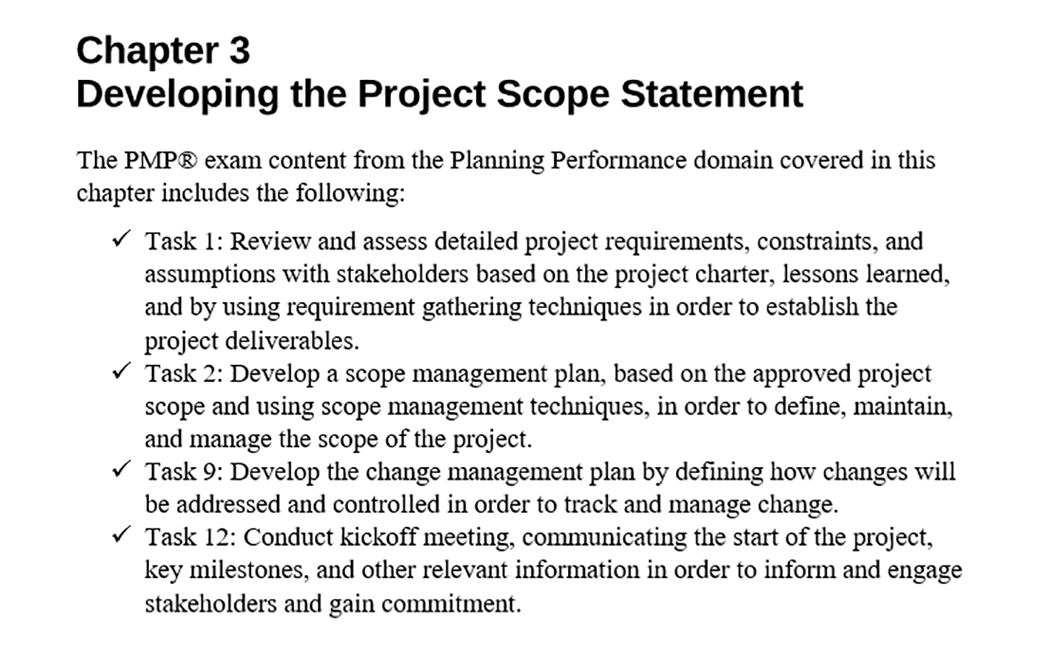 Chapter 3
Developing the Project Scope Statement
The PMP® exam content from the Planning Performance domain covered in this
chapter includes the following:
✓ Task 1: Review and assess detailed project requirements, constraints, and
assumptions with stakeholders based on the project charter, lessons learned,
and by using requirement gathering techniques in order to establish the
project deliverables.
✓ Task 2: Develop a scope management plan, based on the approved project
scope and using scope management techniques, in order to define, maintain,
and manage the scope of the project.
✓ Task 9: Develop the change management plan by defining how changes will
be addressed and controlled in order to track and manage change.
✓ Task 12: Conduct kickoff meeting, communicating the start of the project,
key milestones, and other relevant information in order to inform and engage
stakeholders and gain commitment.